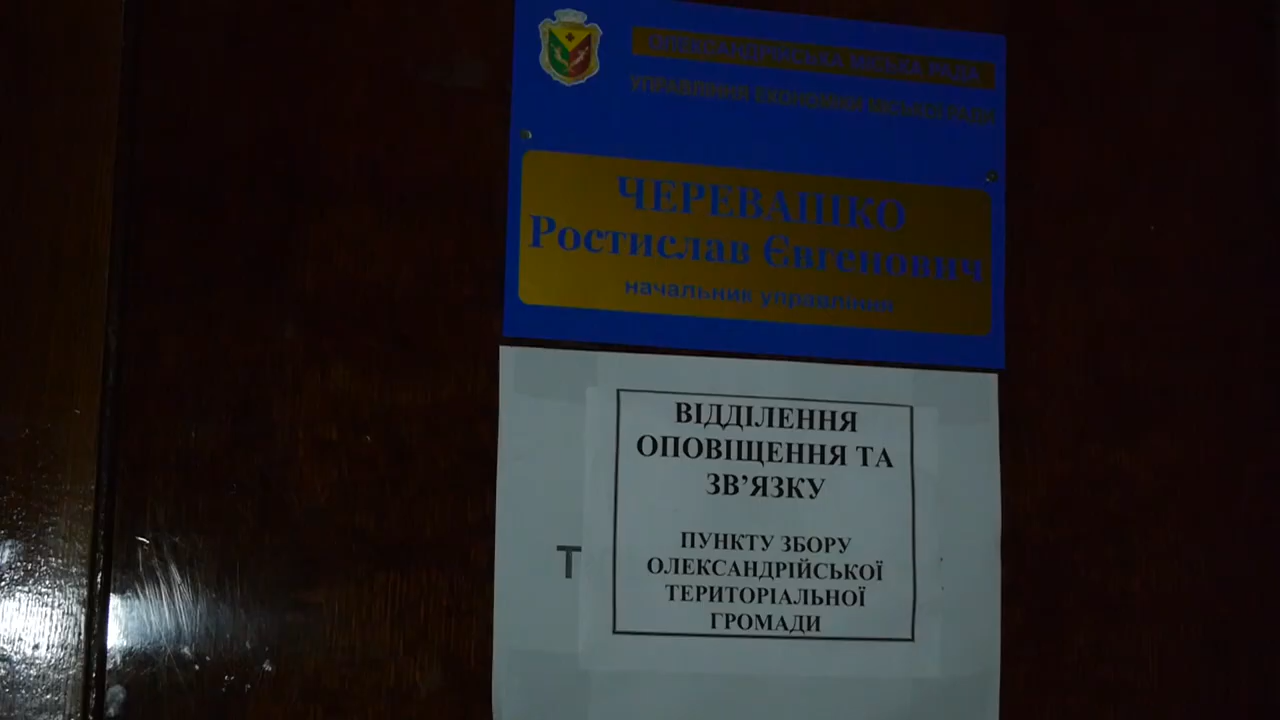 ОЛЕКСАНДРІЙСЬКА МІСЬКА РАДА
УПРАВЛІННЯ ЕКОНОМІКИ МІСЬКОЇ РАДИ
ЧЕРЕВАШКО
Ростислав Євгенович
начальник управління
ВІДДІЛЕННЯ
ОПОВІЩЕННЯ ТА
ЗВ’ЯЗКУ
ПУНКТУ ЗБОРУ
Т
ОЛЕКСАНДРІЙСЬКОЇ
ТЕРИТОРІАЛЬНОЇ
ГРОМАДИ